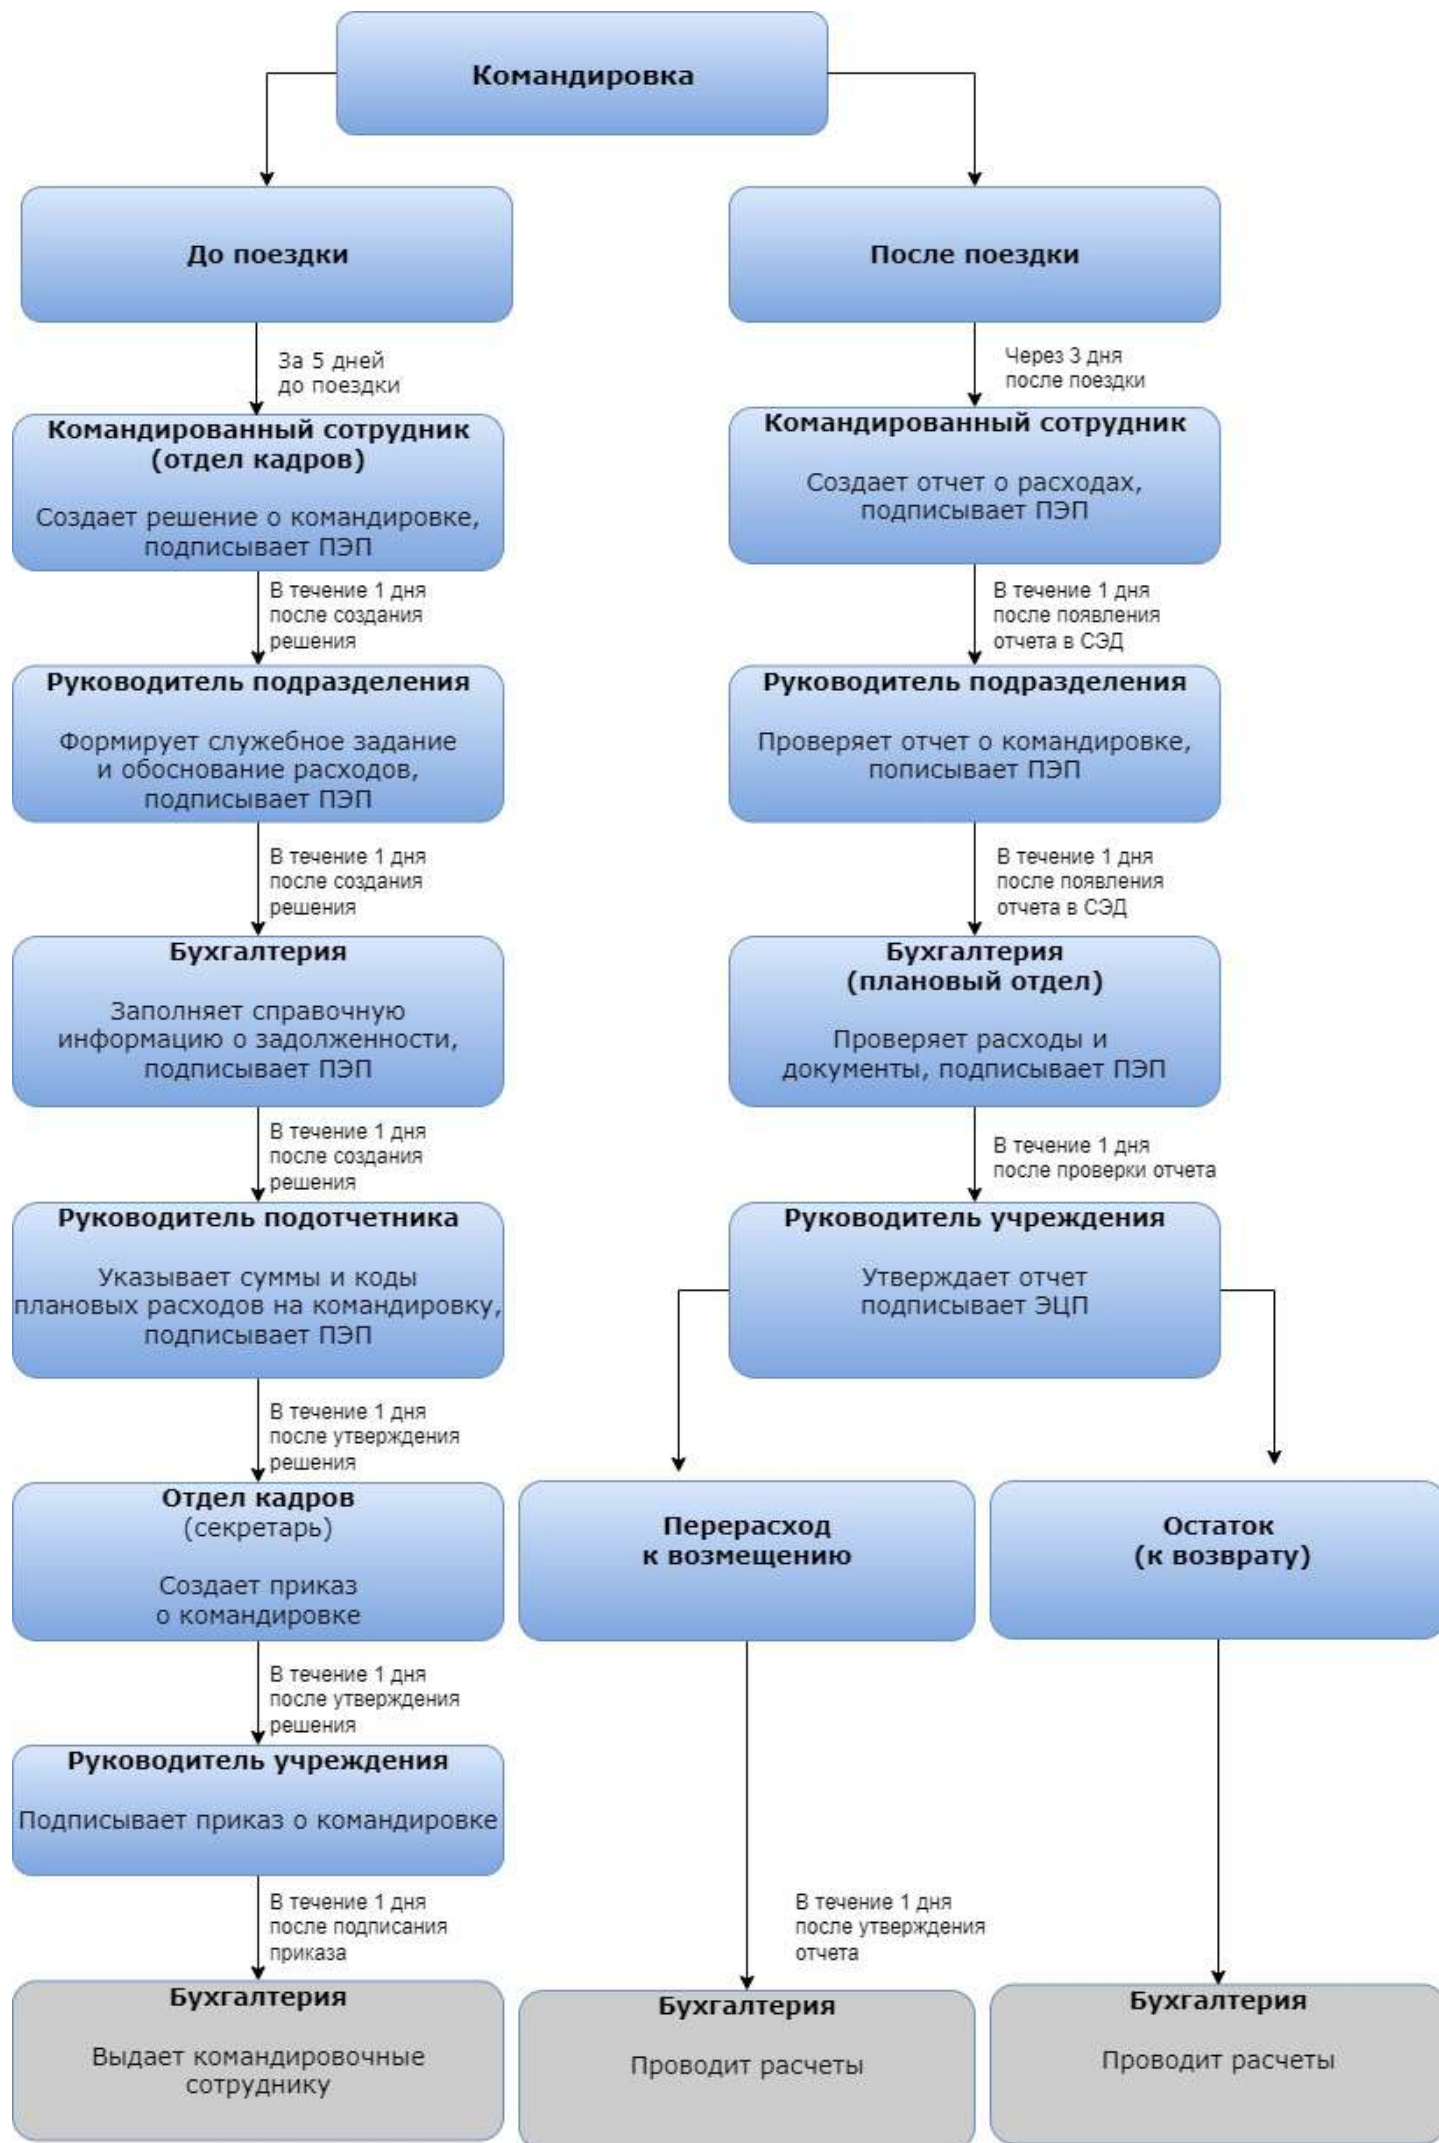 Командировка
До поездки
За 5 дней
до поездки
Командированный сотрудник
(отдел кадров)
Создает решение о командировке,
подписывает ПЭП
В течение 1 дня
после создания
решения
Руководитель подразделения
Формирует служебное задание
и обоснование расходов,
подписывает ПЭП
В течение 1 дня
после создания
решения
Бухгалтерия
Заполняет справочную
информацию о задолженности,
подписывает ПЭП
В течение 1 дня
после создания
решения
Руководитель подотчетника
Указывает суммы и коды
плановых расходов на командировку,
подписывает ПЭП
В течение 1 дня
после утверждения
решения
Отдел кадров
(секретарь)
Создает приказ
о командировке
В течение 1 дня
после утверждения
решения
Руководитель учреждения
Подписывает приказ о командировке
В течение 1 дня
после подписания
приказа
Бухгалтерия
Выдает командировочные
сотруднику
После поездки
Через 3 дня
после поездки
Командированный сотрудник
Создает отчет о расходах,
подписывает ПЭП
В течение 1 дня
после появления
отчета в СЭД
Руководитель подразделения
Проверяет отчет о командировке,
пописывает ПЭП
В течение 1 дня
после появления
отчета в СЭД
Бухгалтерия
(плановый отдел)
Проверяет расходы и
документы, подписывает ПЭП
В течение 1 дня
после проверки отчета
Руководитель учреждения
Утверждает отчет
подписывает ЭЦП
Перерасход
к возмещению
В течение 1 дня
после утверждения
отчета
Бухгалтерия
Проводит расчеты
Остаток
(к возврату)
Бухгалтерия
Проводит расчеты